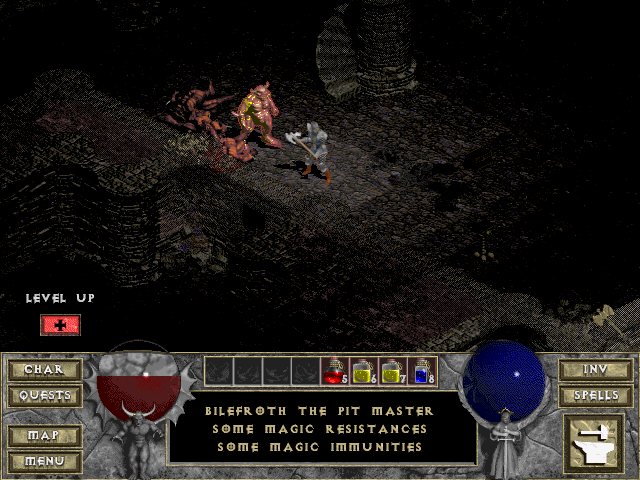 LEVEL UP
CHAR
QUESTS
MAP
MENU
5 6 7 8
INV
SPELLS
BILEFROTH THE PIT MASTER
SOME MAGIC RESISTANCES
SOME MAGIC IMMUNITIES